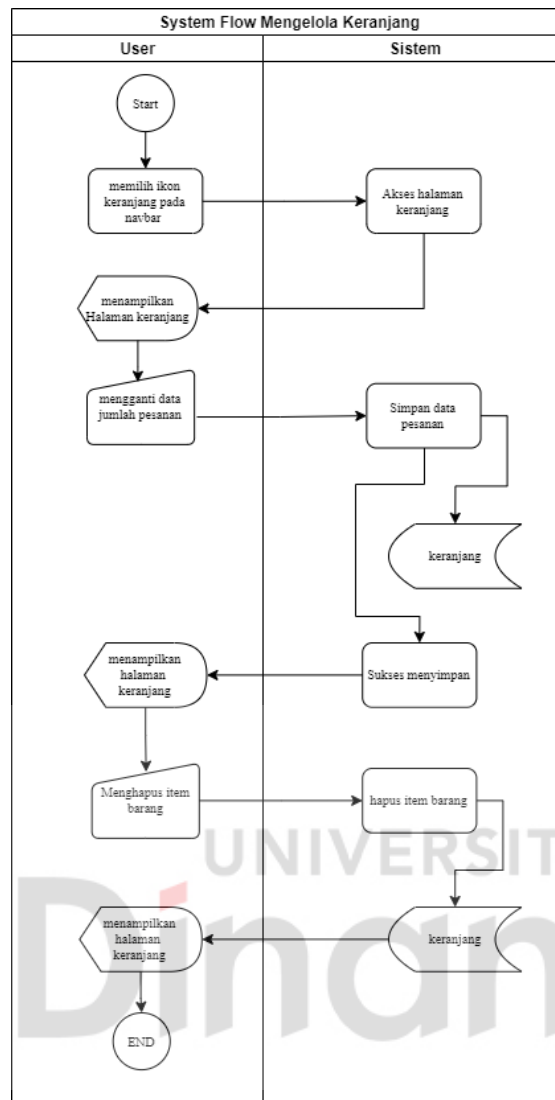 System Flow Mengelola Keranjang
User
Sistem
Start
memilih ikon
keranjang pada
navbar
Akses halaman
keranjang
menampilkan
Halaman keranjang
mengganti data
jumlah pesanan
Simpan data
pesanan
keranjang
menampilkan
halaman
keranjang
Sukses menyimpan
Menghapus item
barang
hapus item barang
UNIVERSIT
Dinam
menampilkan
halaman
keranjang
keranjang
END